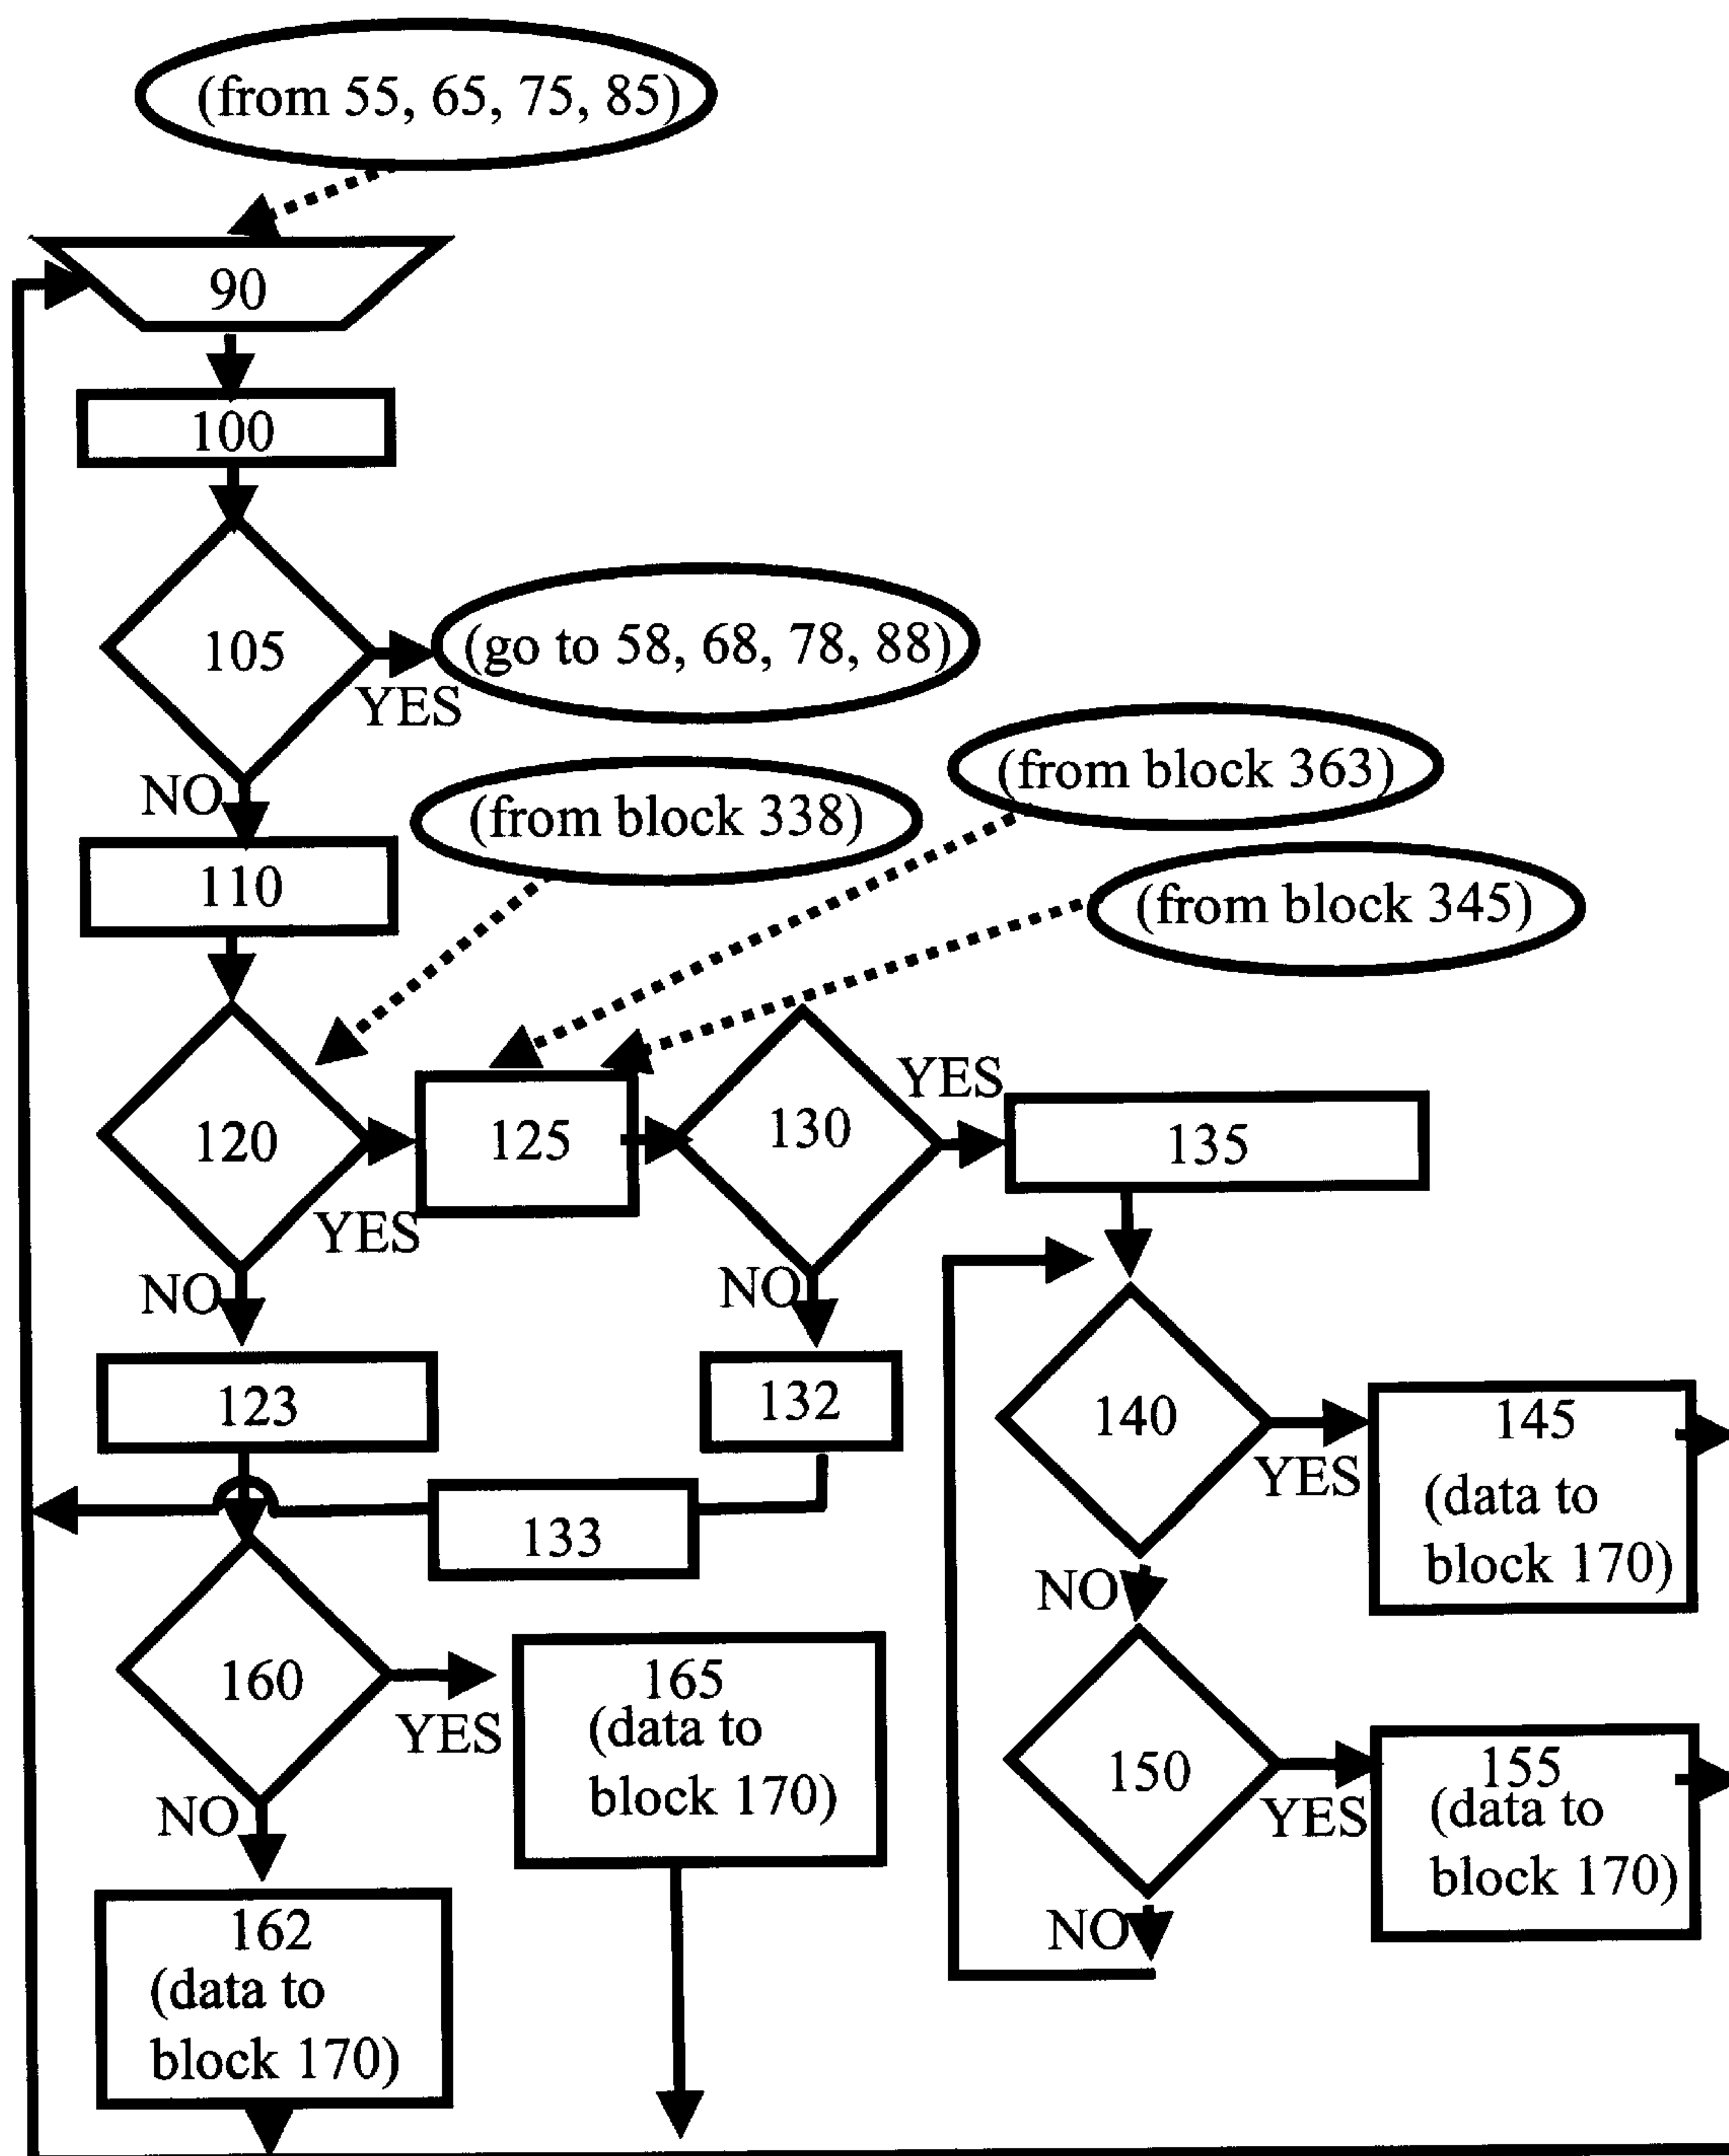 (from 55, 65, 75, 85)
90
100
105
(go to 58, 68, 78, 88)
YES
NO
(from block 363)
(from block 338)
110
(from block 345)
YES
120
125
130
135
YES
NO
NO
123
132
140
145
YES
(data to
block 170)
133
NO
160
165
YES
(data to
block 170)
150
155
YES
(data to
block 170)
NO
162
NO
(data to
block 170)